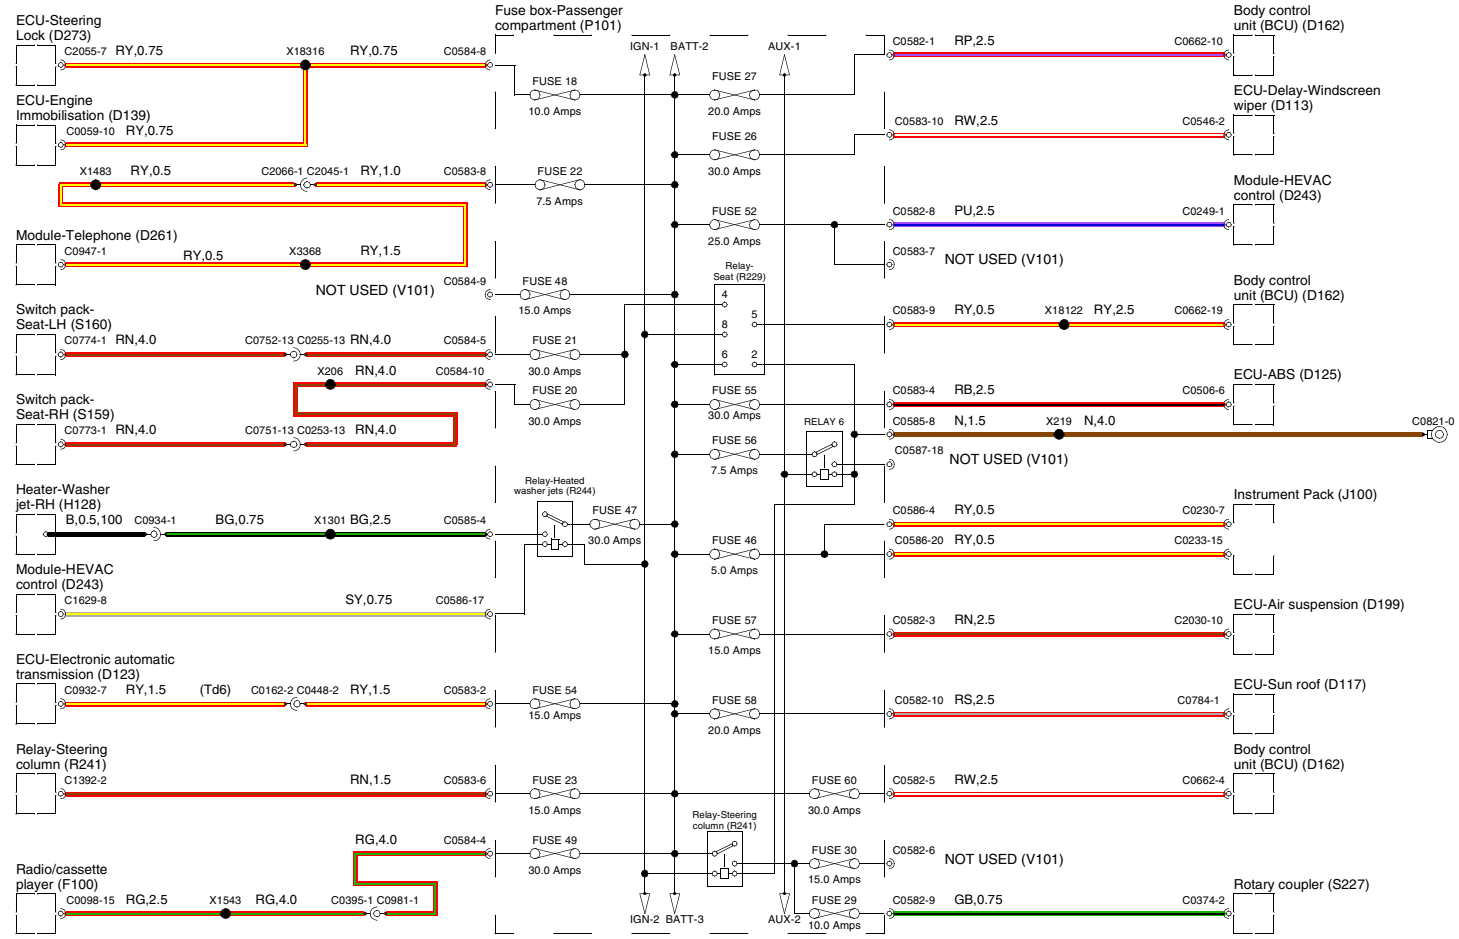 ECU-Steering
Lock (D273)
C2055-7 RY,0.75 X18316 RY,0.75 C0584-8
ECU-Engine
Immobilisation (D139)
C0059-10 RY,0.75
X1483 RY,0.5 C2066-1 C2045-1 RY,1.0 C0583-8
Module-Telephone (D261)
C0947-1 RY,0.5 X3368 RY,1.5
NOT USED (V101) C0584-9
Switch pack-
Seat-LH (S160)
C0774-1 RN,4.0 C0752-13 C0255-13 RN,4.0 C0584-5
X206 RN,4.0 C0584-10
Switch pack-
Seat-RH (S159)
C0773-1 RN,4.0 C0751-13 C0253-13 RN,4.0
Heater-Washer
jet-RH (H128)
B,0.5,100 C0934-1 BG,0.75 X1301 BG,2.5 C0585-4
Module-HEVAC
control (D243)
C1629-8 SY,0.75 C0586-17
ECU-Electronic automatic
transmission (D123)
C0932-7 RY,1.5 (Td6) C0162-2 C0448-2 RY,1.5 C0583-2
Relay-Steering
column (R241)
C1392-2 RN,1.5 C0583-6
RG,4.0 C0584-4
Radio/cassette
player (F100)
C0098-15 RG,2.5 X1543 RG,4.0 C0395-1 C0981-1
Fuse box-Passenger
compartment (P101)
IGN-1 BATT-2 AUX-1
FUSE 18
10.0 Amps
FUSE 22
7.5 Amps
FUSE 48
15.0 Amps
FUSE 21
30.0 Amps
FUSE 20
30.0 Amps
Relay-Heated
washer jets (R244)
FUSE 47
30.0 Amps
FUSE 54
15.0 Amps
FUSE 23
15.0 Amps
FUSE 49
30.0 Amps
FUSE 27
20.0 Amps
FUSE 26
30.0 Amps
FUSE 52
25.0 Amps
Relay-
Seat (R229)
4
5
8
6 2
FUSE 55
30.0 Amps
FUSE 56
7.5 Amps
RELAY 6
FUSE 46
5.0 Amps
FUSE 57
15.0 Amps
FUSE 58
20.0 Amps
FUSE 60
30.0 Amps
Relay-Steering
column (R241)
FUSE 30
15.0 Amps
FUSE 29
10.0 Amps
IGN-2 BATT-3 AUX-2
Body control
unit (BCU) (D162)
C0582-1 RP,2.5 C0662-10
ECU-Delay-Windscreen
wiper (D113)
C0583-10 RW,2.5 C0546-2
Module-HEVAC
control (D243)
C0582-8 PU,2.5 C0249-1
C0583-7 NOT USED (V101)
Body control
unit (BCU) (D162)
C0583-9 RY,0.5 X18122 RY,2.5 C0662-19
ECU-ABS (D125)
C0583-4 RB,2.5 C0506-6
C0585-8 N,1.5 X219 N,4.0 C0821-0
C0587-18 NOT USED (V101)
Instrument Pack (J100)
C0586-4 RY,0.5 C0230-7
C0586-20 RY,0.5 C0233-15
ECU-Air suspension (D199)
C0582-3 RN,2.5 C2030-10
ECU-Sun roof (D117)
C0582-10 RS,2.5 C0784-1
Body control
unit (BCU) (D162)
C0582-5 RW,2.5 C0662-4
C0582-6 NOT USED (V101)
Rotary coupler (S227)
C0582-9 GB,0.75 C0374-2